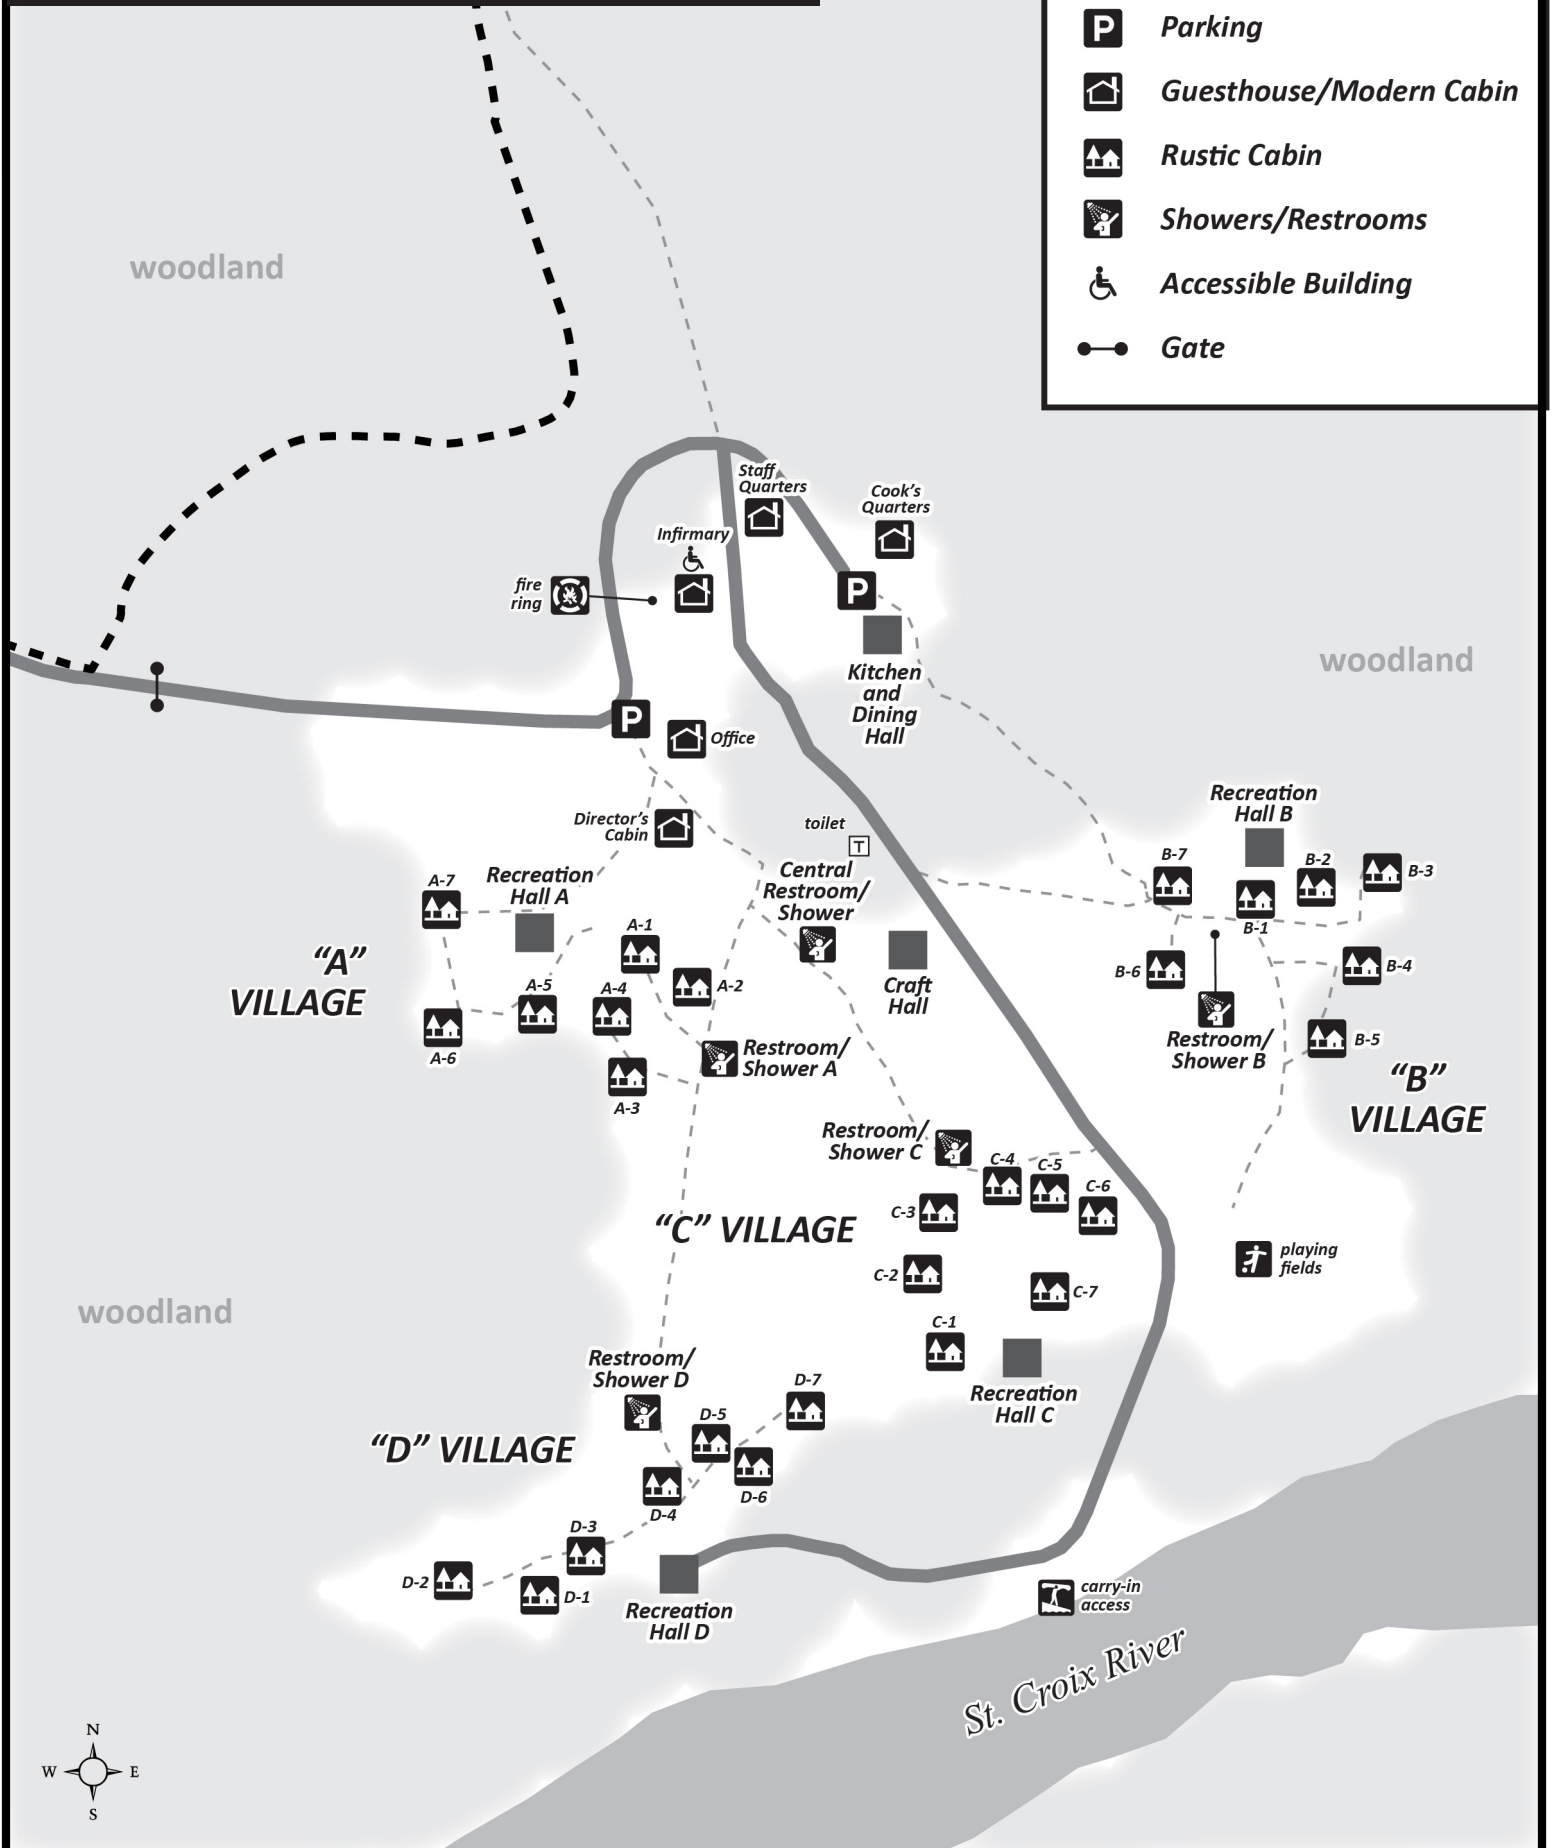 P
Parking
Guesthouse/Modern Cabin
Rustic Cabin
Showers/Restrooms
Accessible Building
Gate
woodland
Staff
Quarters
Cook's
Quarters
Infirmary
fire
ring
P
Kitchen
and
Dining
Hall
woodland
P
Office
Director's
Cabin
toilet
T
Central
Restroom/
Shower
Craft
Hall
Recreation
Hall B
B-7
B-2
B-3
B-1
B-6
B-4
Restroom/
Shower B
B-5
"B"
VILLAGE
A-7
Recreation
Hall A
A-1
"A"
VILLAGE
A-5
A-4
A-2
A-6
A-3
Restroom/
Shower A
Restroom/
Shower C
C-4
C-5
C-6
C-3
"C" VILLAGE
C-2
C-7
C-1
Recreation
Hall C
playing
fields
woodland
Restroom/
Shower D
D-7
D-5
"D" VILLAGE
D-6
D-4
D-3
D-2
D-1
Recreation
Hall D
carry-in
access
St. Croix River
N
W
E
S